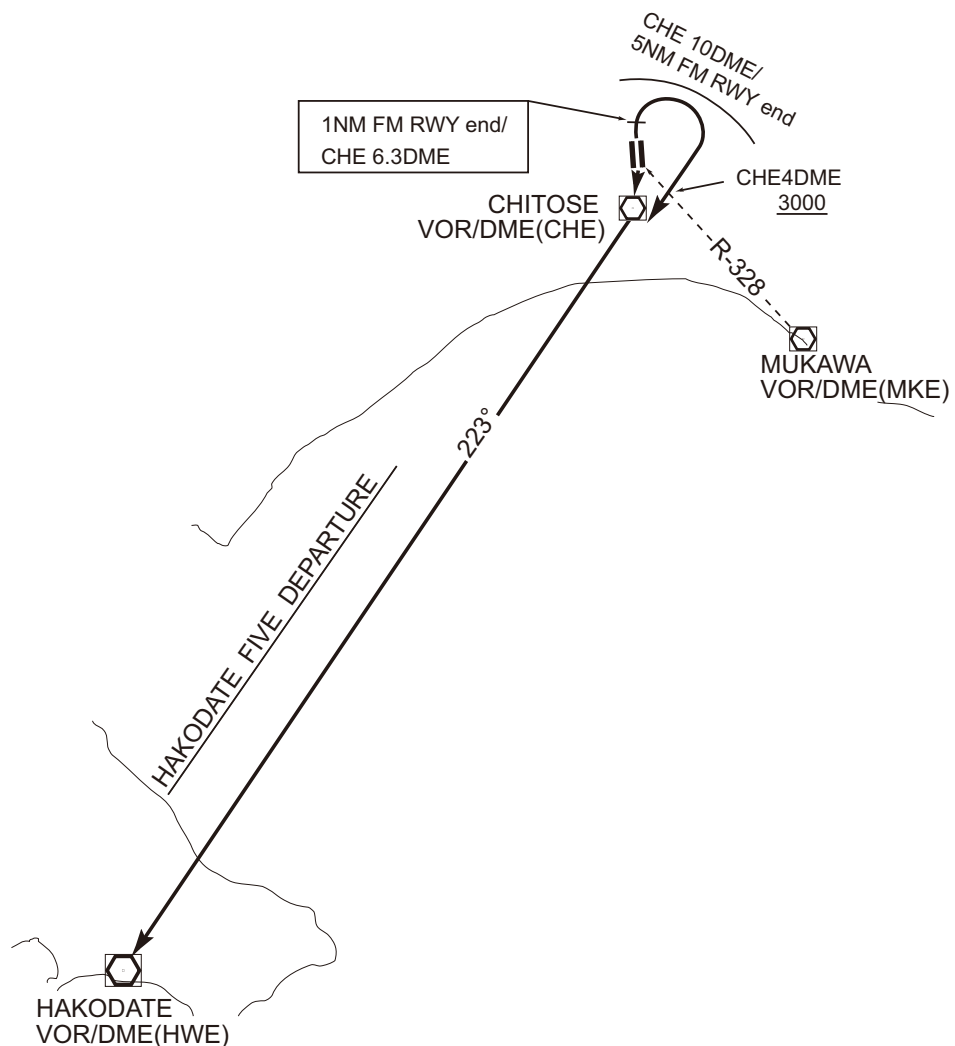 CHE 10DME/
5NM FM RWY end
1NM FM RWY end/
CHE 6.3DME
CHE4DME
3000
CHITOSE
VOR/DME(CHE)
R-328
MUKAWA
VOR/DME(MKE)
223°
HAKODATE FIVE DEPARTURE
HAKODATE
VOR/DME(HWE)